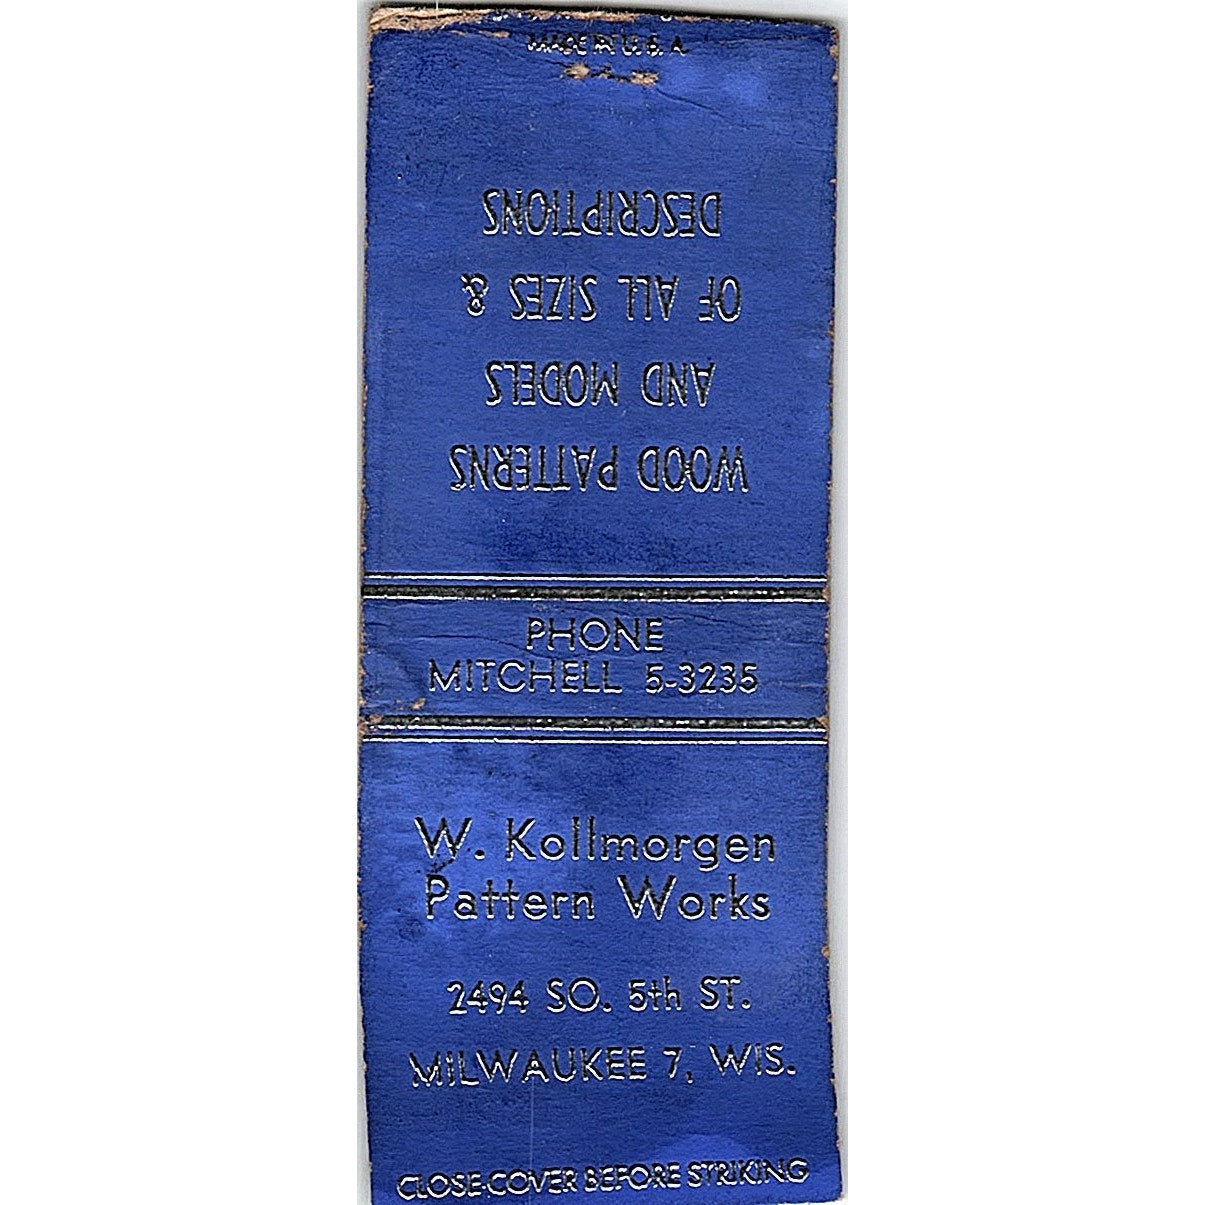 MADE IN U. S. A.
WOOD PATTERNS
AND MODELS
OF ALL SIZES &
DESCRIPTIONS
PHONE
MITCHELL 5-3235
W. Kollmorgen
Pattern Works
2494 SO. 5th ST.
MILWAUKEE 7, WIS.
CLOSE COVER BEFORE STRIKING